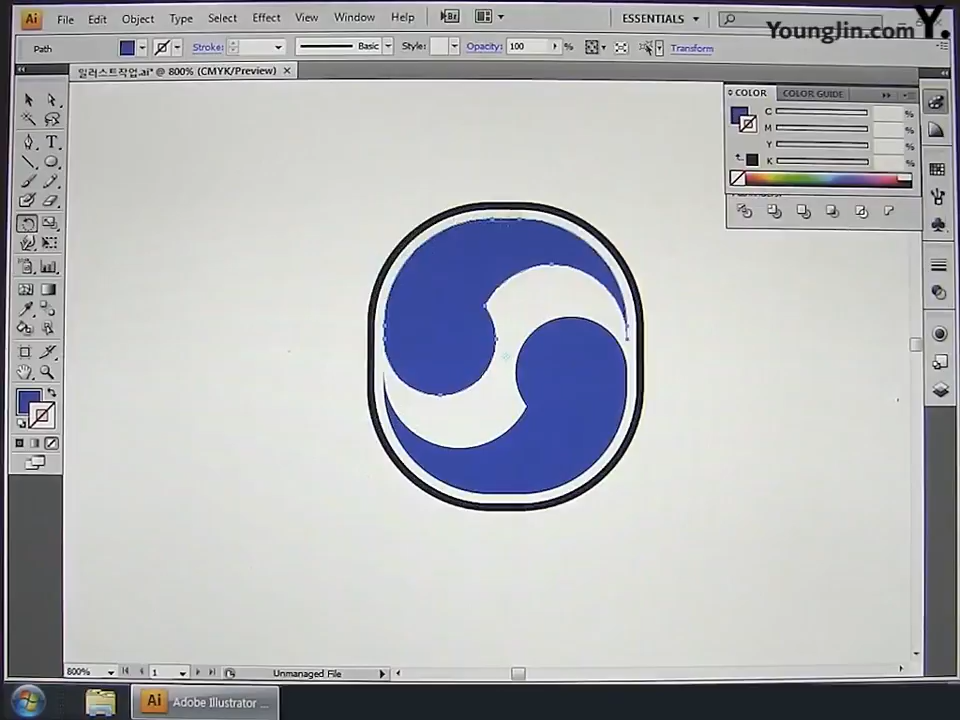 Ai File Edit Object Type Select Effect View Window Help Br ESSENTIALS
YoungJin.com Y.
Path Stroke: Basic Style: Opacity: 100 % Transform
일러스트작업.ai* @ 800% (CMYK/Preview) ×
COLOR COLOR GUIDE
C %
M %
Y %
K %
800% 1 Unmanaged File
Ai Adobe Illustrator ...